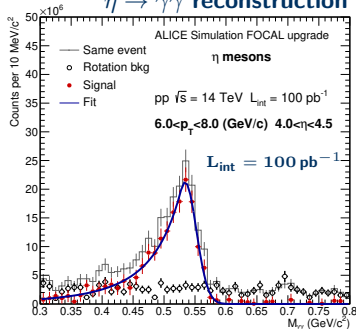 η → γγ reconstruction
×10⁶
ALICE Simulation FOCAL upgrade
η mesons
pp √s = 14 TeV L_int = 100 pb⁻¹
6.0<p_T<8.0 (GeV/c) 4.0<η<4.5
L_int = 100 pb⁻¹
Same event
Rotation bkg
Signal
Fit
Counts per 10 MeV/c²
50
45
40
35
30
25
20
15
10
5
0
0.3 0.35 0.4 0.45 0.5 0.55 0.6 0.65 0.7 0.75 0.8
M_γγ (GeV/c²)